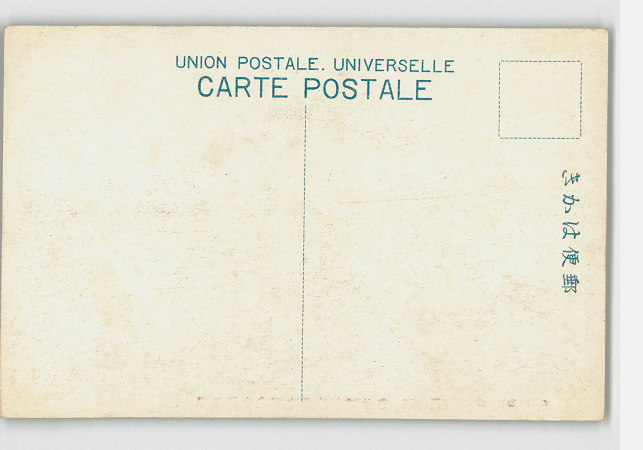 UNION POSTALE. UNIVERSELLE
CARTE POSTALE
郵便はかき